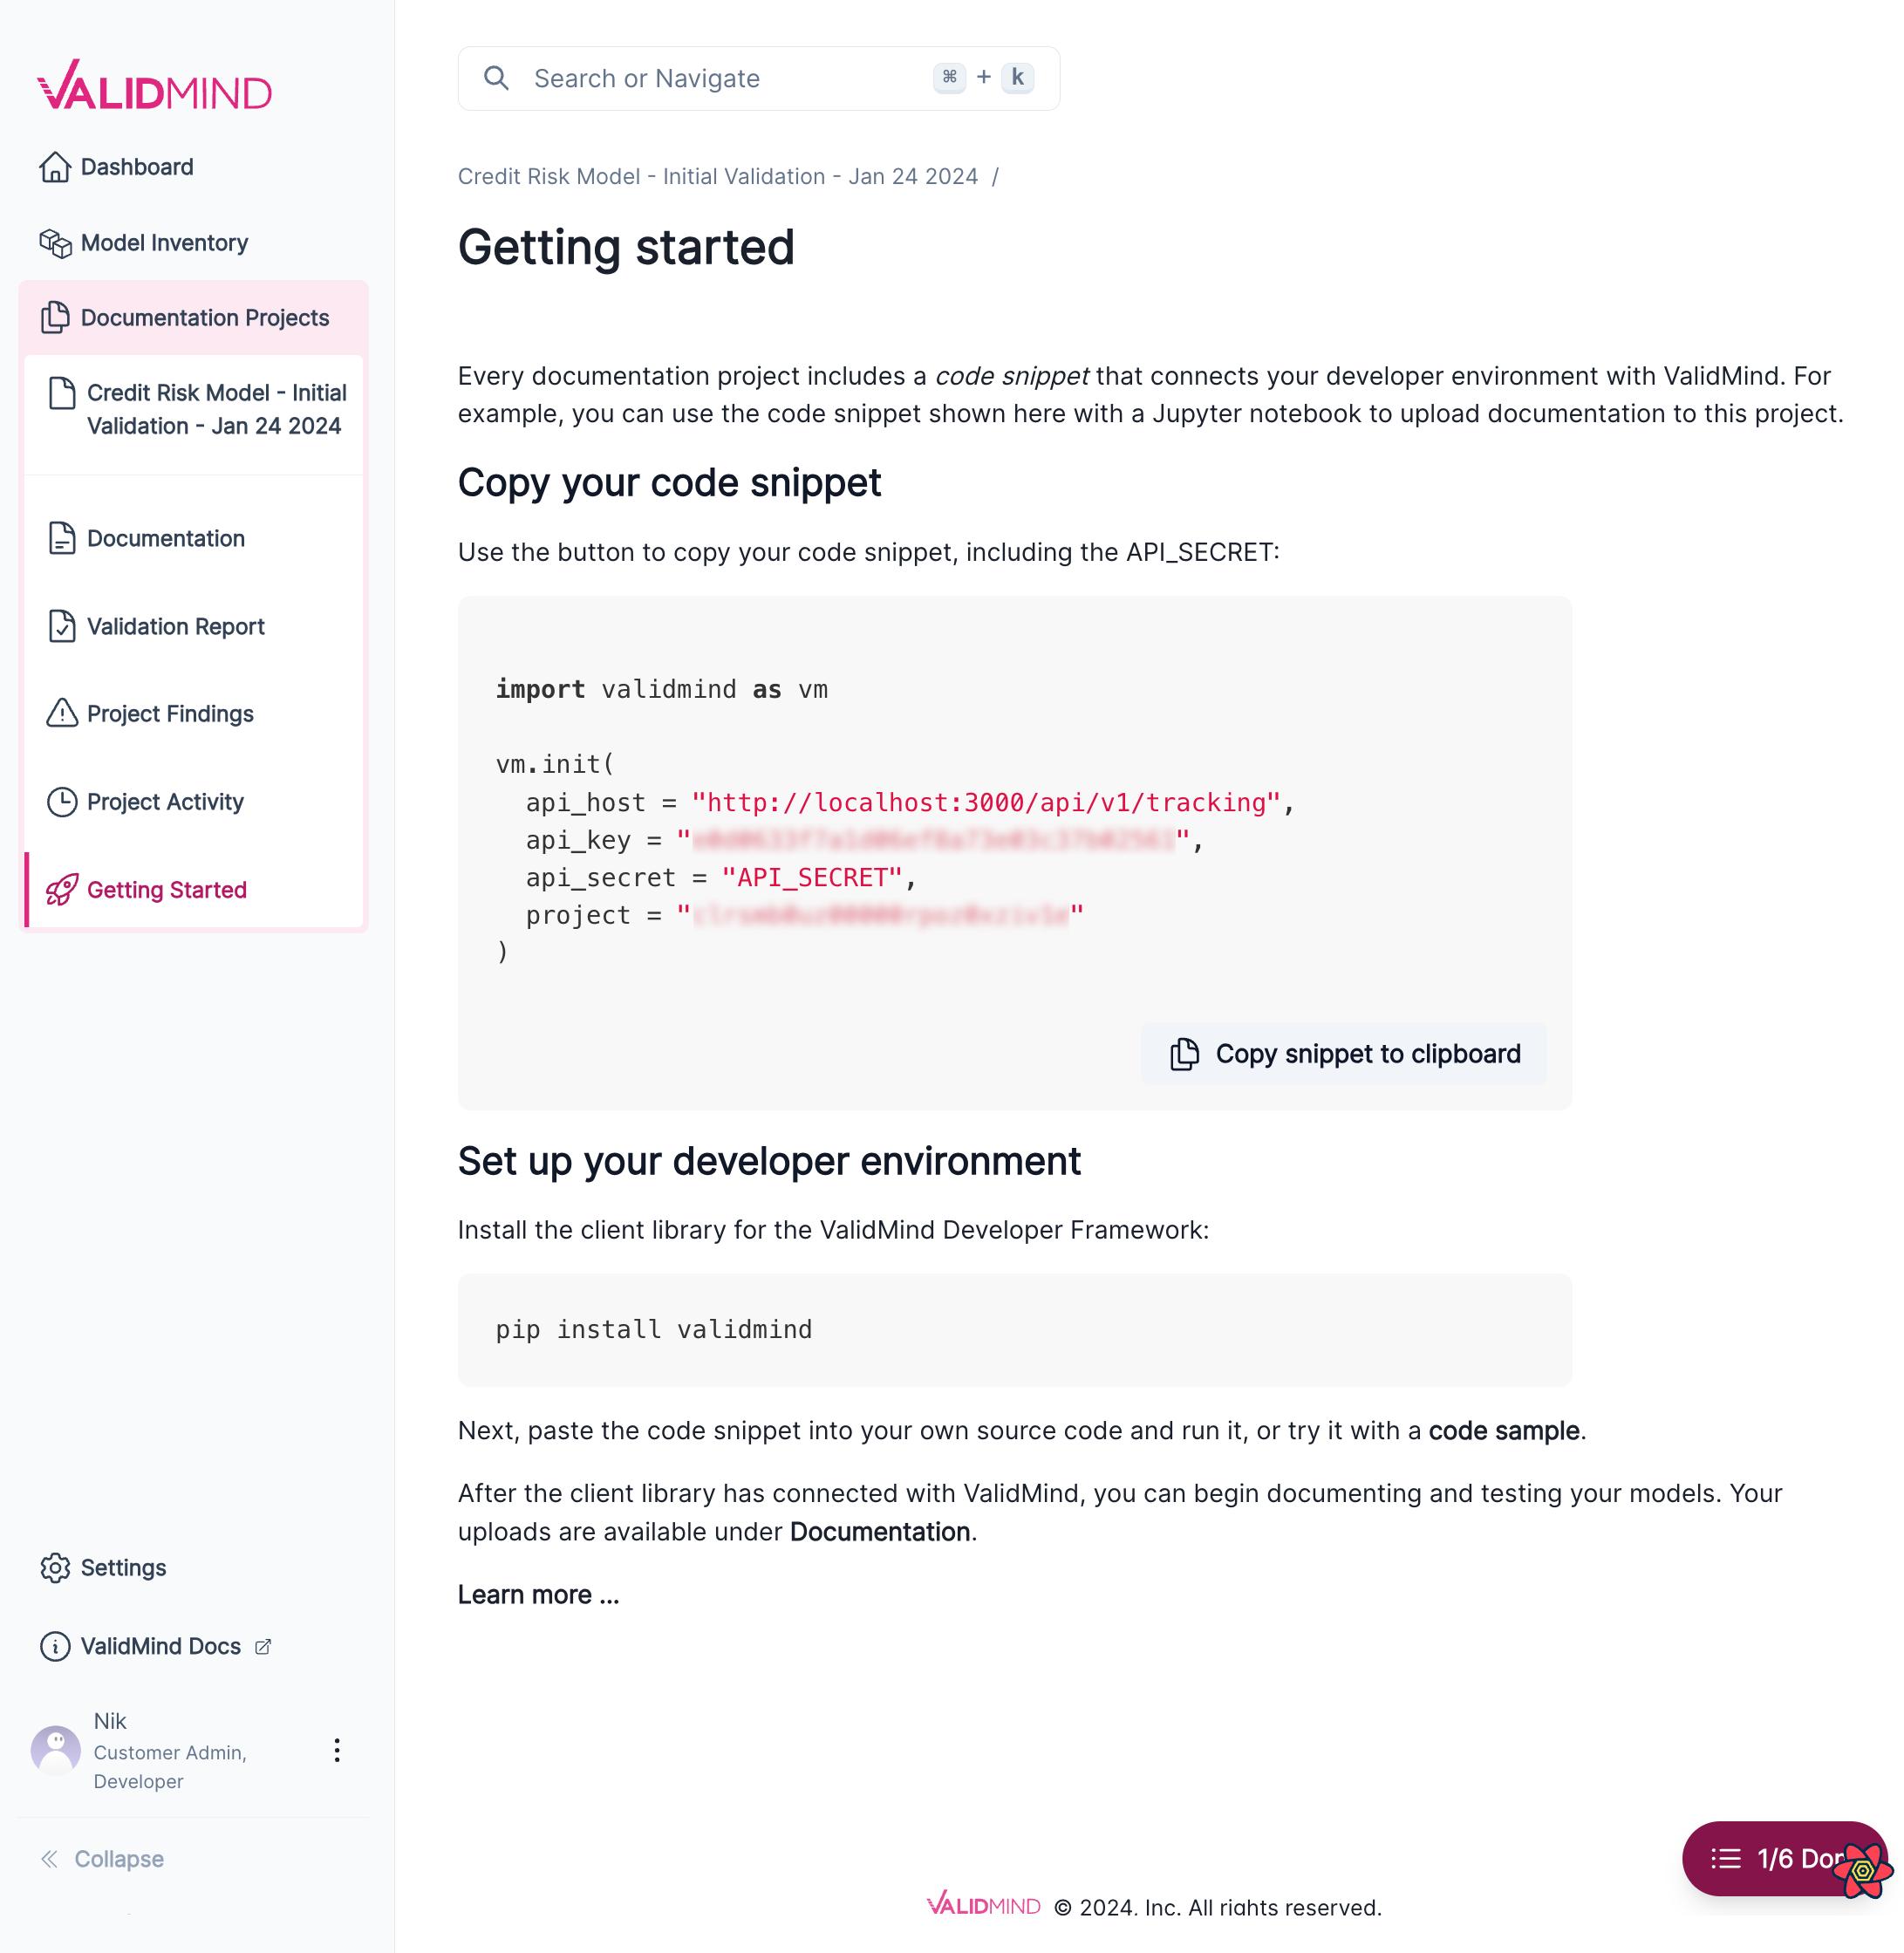 VALIDMIND
Dashboard
Model Inventory
Documentation Projects
Credit Risk Model - Initial
Validation - Jan 24 2024
Documentation
Validation Report
Project Findings
Project Activity
Getting Started
Settings
ValidMind Docs
Nik
Customer Admin,
Developer
Collapse
Search or Navigate ⌘ + k
Credit Risk Model - Initial Validation - Jan 24 2024 /
Getting started
Every documentation project includes a code snippet that connects your developer environment with ValidMind. For
example, you can use the code snippet shown here with a Jupyter notebook to upload documentation to this project.
Copy your code snippet
Use the button to copy your code snippet, including the API_SECRET:
import validmind as vm
vm.init(
api_host = "http://localhost:3000/api/v1/tracking",
api_key = "",
api_secret = "API_SECRET",
project = ""
)
Copy snippet to clipboard
Set up your developer environment
Install the client library for the ValidMind Developer Framework:
pip install validmind
Next, paste the code snippet into your own source code and run it, or try it with a code sample.
After the client library has connected with ValidMind, you can begin documenting and testing your models. Your
uploads are available under Documentation.
Learn more ...
1/6
VALIDMIND © 2024. Inc. All rights reserved.